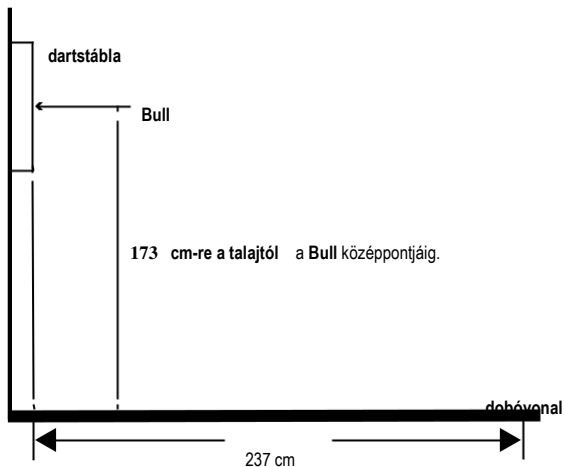 dartstábla
Bull
173 cm-re a talajtól a Bull középpontjáig.
dobóvonal
237 cm